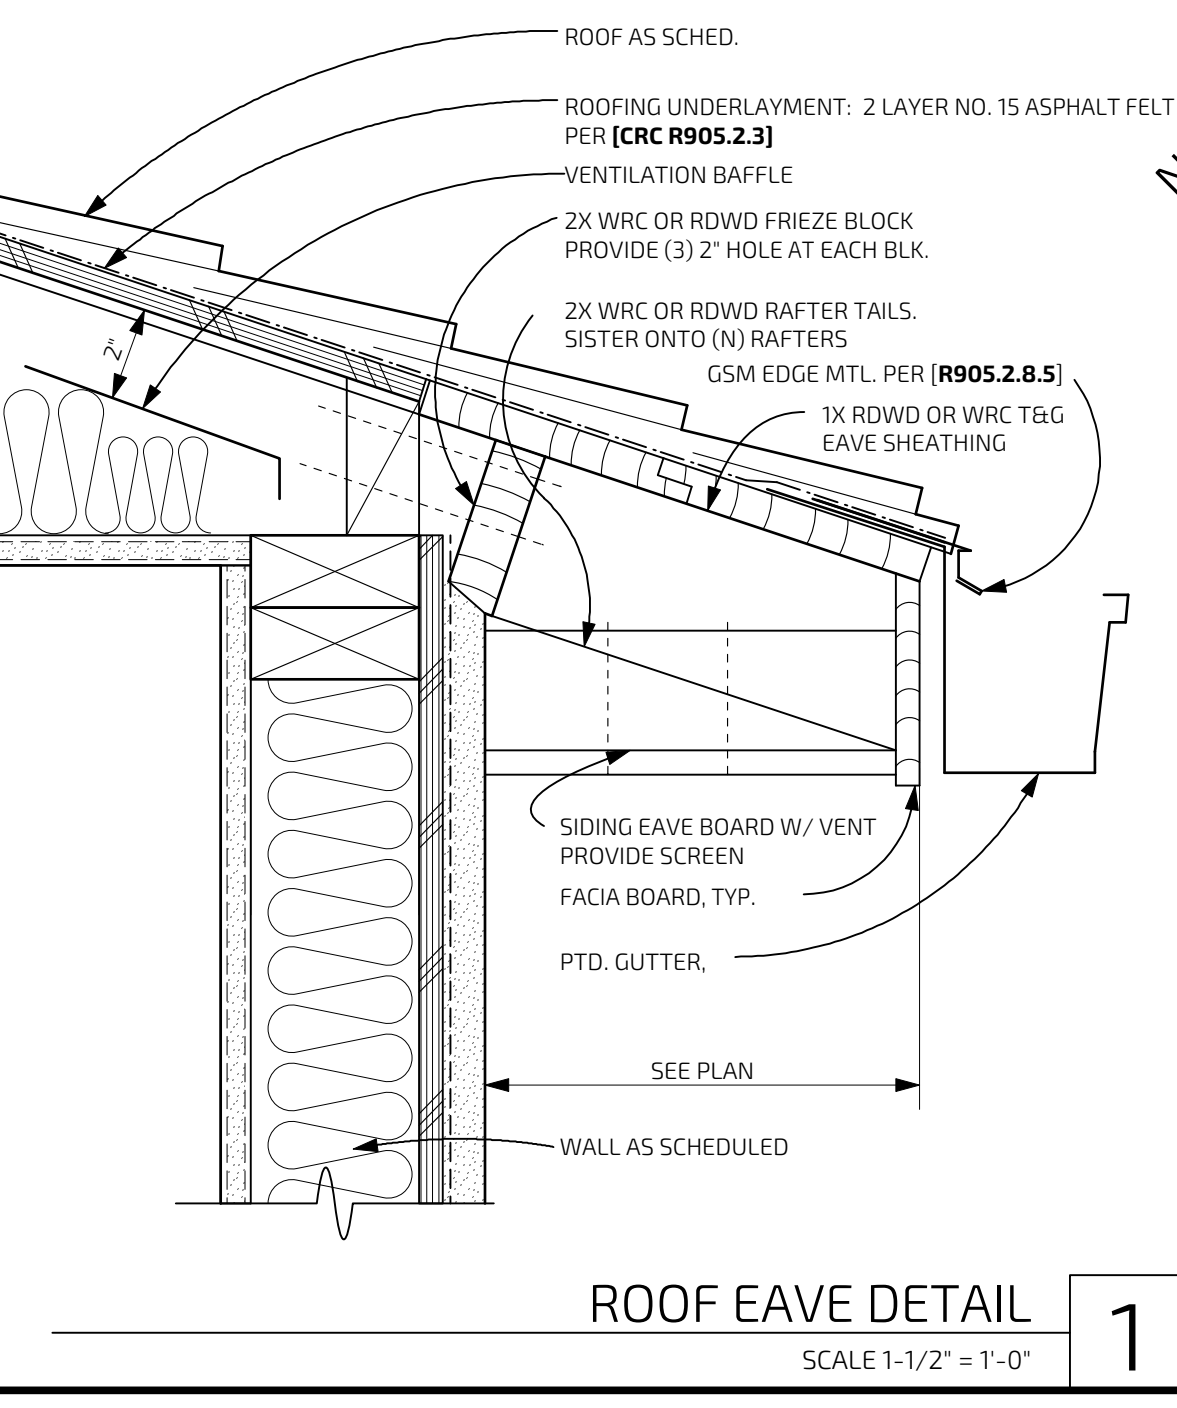 ROOF AS SCHED.
ROOFING UNDERLAYMENT: 2 LAYER NO. 15 ASPHALT FELT
PER [CRC R905.2.3]
VENTILATION BAFFLE
2X WRC OR RDWD FRIEZE BLOCK
PROVIDE (3) 2" HOLE AT EACH BLK.
2X WRC OR RDWD RAFTER TAILS.
SISTER ONTO (N) RAFTERS
GSM EDGE MTL. PER [R905.2.8.5]
1X RDWD OR WRC T&G
EAVE SHEATHING
2"
SIDING EAVE BOARD W/ VENT
PROVIDE SCREEN
FACIA BOARD, TYP.
PTD. GUTTER,
SEE PLAN
WALL AS SCHEDULED
ROOF EAVE DETAIL
1
SCALE 1-1/2" = 1'-0"